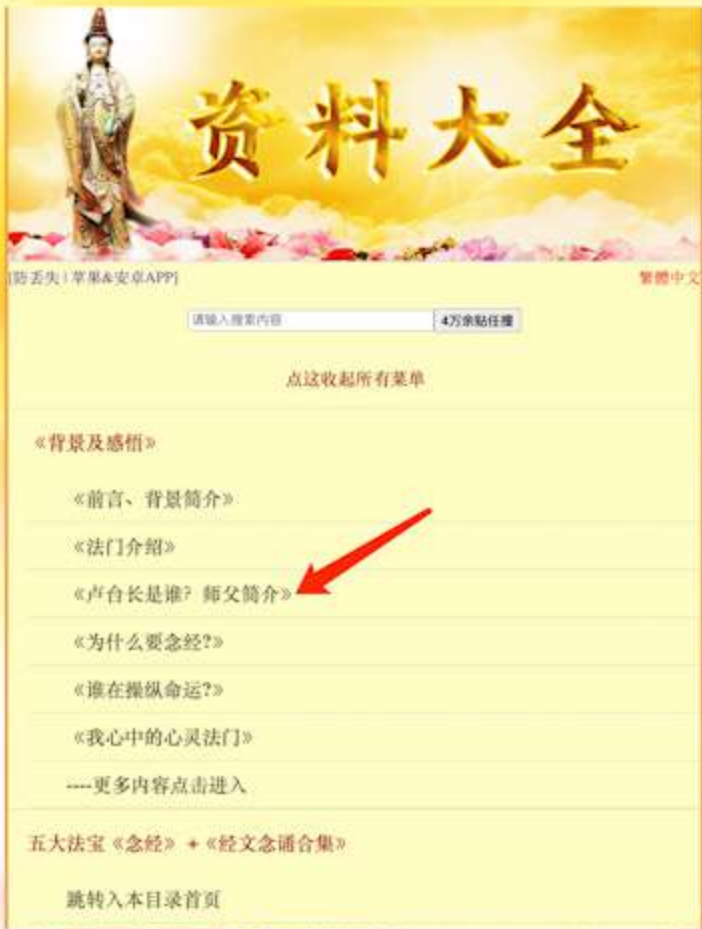 资料大全
[防丢失 | 苹果&安卓APP]
繁體中文
请输入搜索内容
4万余贴任搜
点这收起所有菜单
《背景及感悟》
《前言、背景简介》
《法门介绍》
《卢台长是谁？师父简介》
《为什么要念经?》
《谁在操纵命运?》
《我心中的心灵法门》
----更多内容点击进入
五大法宝《念经》+《经文念诵合集》
跳转入本目录首页